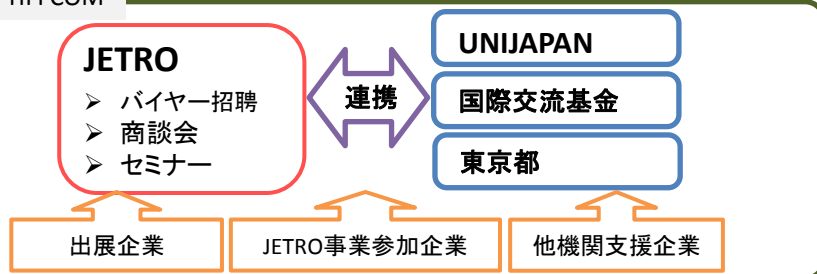 JETRO
➢ バイヤー招聘
➢ 商談会
➢ セミナー
連携
UNIJAPAN
国際交流基金
東京都
出展企業
JETRO事業参加企業
他機関支援企業